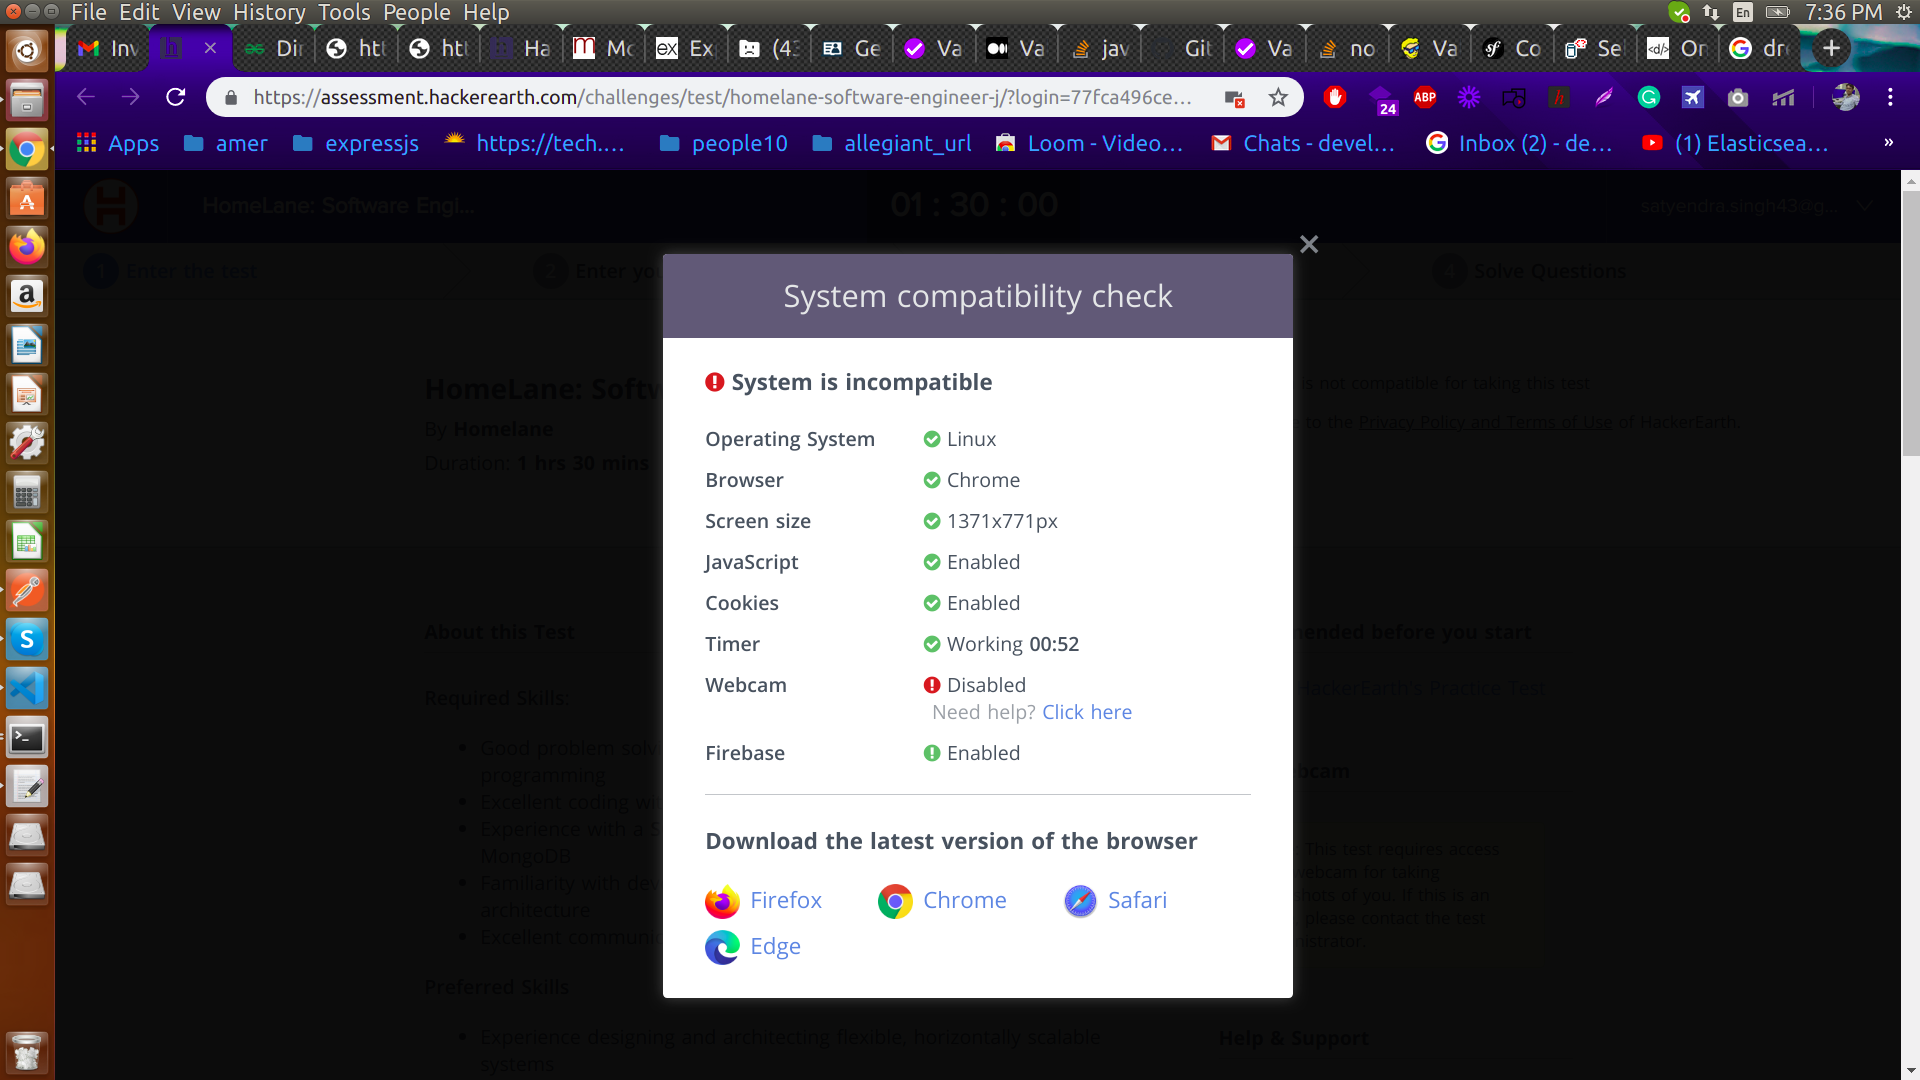 File Edit View History Tools People Help
En 7:36 PM
Inv Dir htt htt Ha Mo Exp (43 Ge Va Va jav Git Va no Va Co Se On dre
https://assessment.hackerearth.com/challenges/test/homelane-software-engineer-j/?login=77fca496ce... ABP 24
Apps amer expressjs https://tech.... people10 allegiant_url Loom - Video... Chats - devel... Inbox (2) - de... (1) Elasticsea... »
HomeLane: Software Engi... 01 : 30 : 00 satyendra.singh43@g...
1 Enter the test 2 Enter yo 4 Solve Questions
System compatibility check
System is incompatible
HomeLane: Softw is not compatible for taking this test
By Homelane to the Privacy Policy and Terms of Use of HackerEarth.
Duration: 1 hrs 30 mins
Operating System Linux
Browser Chrome
Screen size 1371x771px
JavaScript Enabled
Cookies Enabled
Timer Working 00:52
Webcam Disabled
Need help? Click here
Firebase Enabled
Download the latest version of the browser
Firefox Chrome Safari
Edge
About this Test
Required Skills:
Good problem solvi
programming
Excellent coding wi
Experience with a S
MongoDB
Familiarity with dev
architecture
Excellent communi
Preferred Skills
Experience designing and architecting flexible, horizontally scalable
systems
ended before you start
HackerEarth's Practice Test
bcam
This test requires access
webcam for taking
hots of you. If this is an
please contact the test
nistrator.
Help & Support